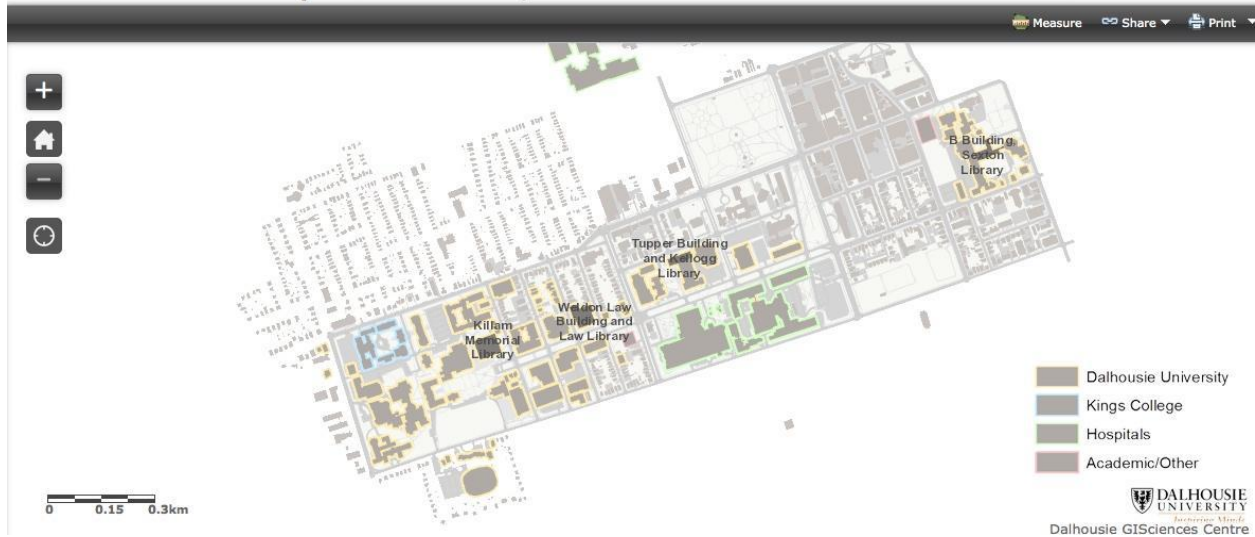 Measure Share Print
+
−
B Building,
Sexton
Library
Tupper Building
and Kellogg
Library
Weldon Law
Building and
Law Library
Killam
Memorial
Library
Dalhousie University
Kings College
Hospitals
Academic/Other
0 0.15 0.3km
DALHOUSIE
UNIVERSITY
Inspiring Minds
Dalhousie GISciences Centre